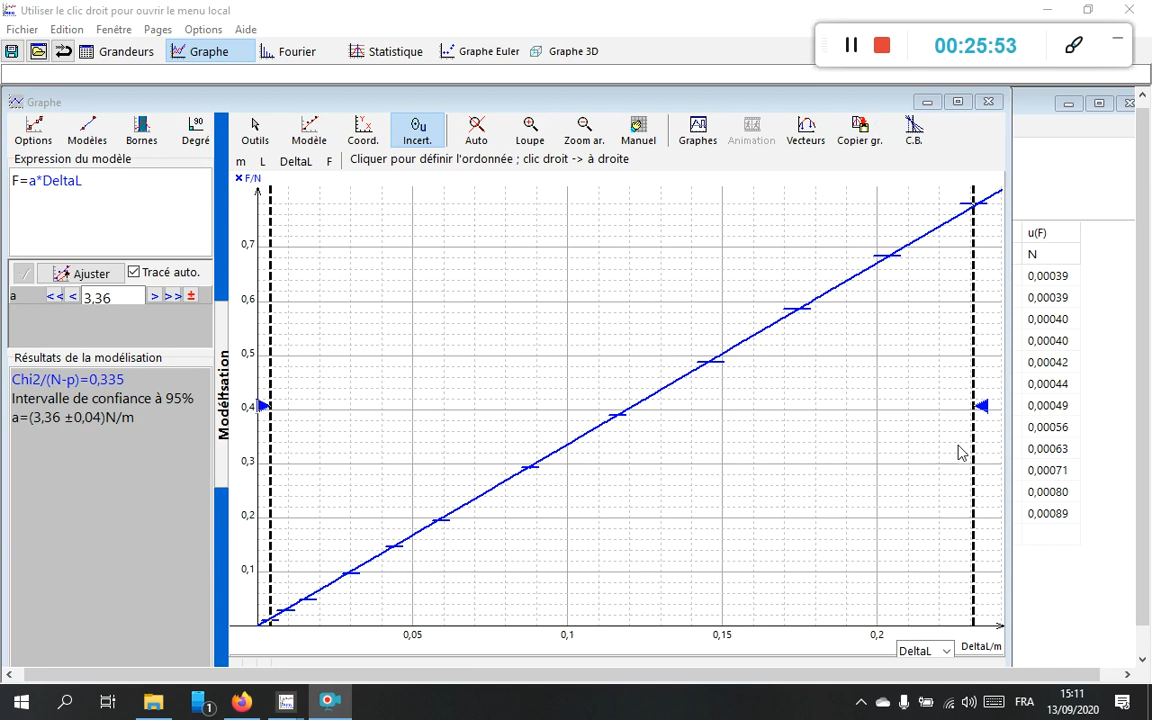 Utiliser le clic droit pour ouvrir le menu local
Fichier Edition Fenêtre Pages Options Aide
Grandeurs Graphe Fourier Statistique Graphe Euler Graphe 3D
00:25:53
Graphe
Options Modèles Bornes Degré Outils Modèle Coord. Incert. Auto Loupe Zoom ar. Manuel Graphes Animation Vecteurs Copier gr. C.B.
90
u
Expression du modèle
m L DeltaL F Cliquer pour définir l'ordonnée ; clic droit -> à droite
F=a*DeltaL
F/N
Ajuster Tracé auto.
a << < 3,36 > >> ±
Résultats de la modélisation
Chi2/(N-p)=0,335
Intervalle de confiance à 95%
a=(3,36 ±0,04)N/m
Modélisation
0,7
0,6
0,5
0,4
0,3
0,2
0,1
0,05 0,1 0,15 0,2
DeltaL DeltaL/m
u(F)
N
0,00039
0,00039
0,00040
0,00040
0,00042
0,00044
0,00049
0,00056
0,00063
0,00071
0,00080
0,00089
1
FRA
15:11
13/09/2020